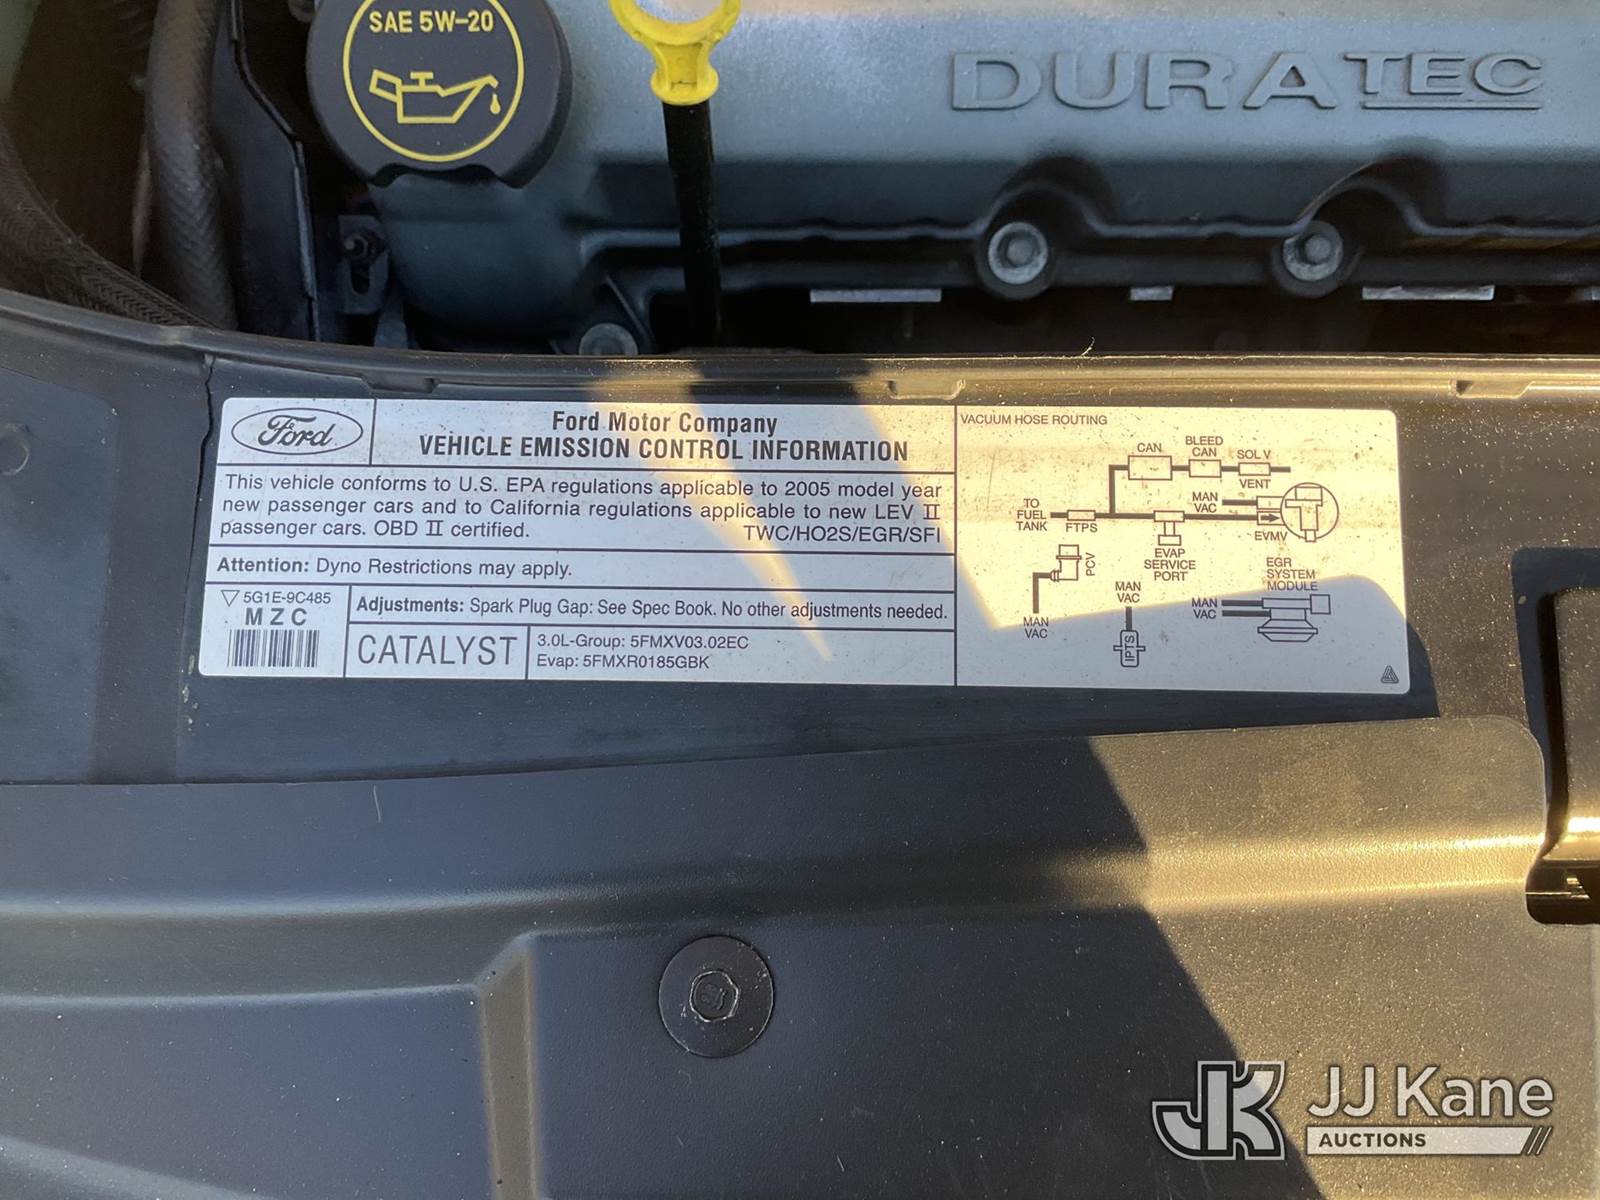 SAE 5W-20
DURATEC
Ford
Ford Motor Company
VEHICLE EMISSION CONTROL INFORMATION
This vehicle conforms to U.S. EPA regulations applicable to 2005 model year
new passenger cars and to California regulations applicable to new LEV II
passenger cars. OBD II certified. TWC/HO2S/EGR/SFI
Attention: Dyno Restrictions may apply.
5G1E-9C485
MZC
Adjustments: Spark Plug Gap: See Spec Book. No other adjustments needed.
CATALYST
3.0L-Group: 5FMXV03.02EC
Evap: 5FMXR0185GBK
VACUUM HOSE ROUTING
CAN
BLEED
CAN
SOL V
VENT
MAN
VAC
TO
FUEL
TANK
FTPS
EVMV
EVAP
SERVICE
PORT
PCV
MAN
VAC
MAN
VAC
IPTS
EGR
SYSTEM
MODULE
MAN
VAC
JJ Kane
AUCTIONS